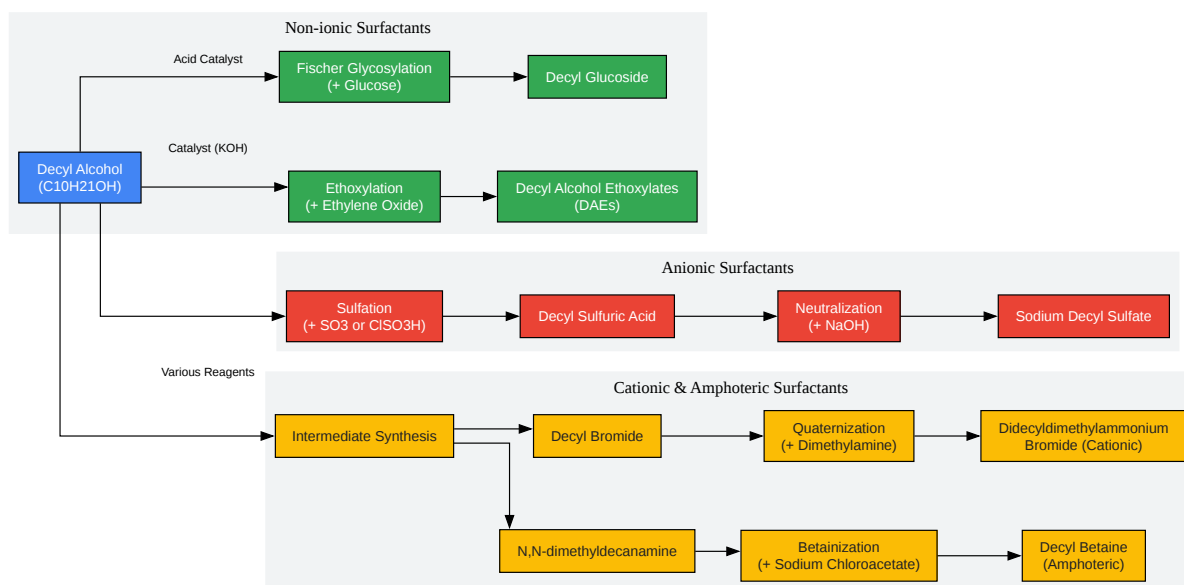 Non-ionic Surfactants
Acid Catalyst
Fischer Glycosylation
(+ Glucose)
Decyl Glucoside
Catalyst (KOH)
Decyl Alcohol
(C10H21OH)
Ethoxylation
(+ Ethylene Oxide)
Decyl Alcohol Ethoxylates
(DAEs)
Anionic Surfactants
Sulfation
(+ SO3 or ClSO3H)
Decyl Sulfuric Acid
Neutralization
(+ NaOH)
Sodium Decyl Sulfate
Various Reagents
Cationic & Amphoteric Surfactants
Intermediate Synthesis
Decyl Bromide
Quaternization
(+ Dimethylamine)
Didecyldimethylammonium
Bromide (Cationic)
N,N-dimethyldecanamine
Betainization
(+ Sodium Chloroacetate)
Decyl Betaine
(Amphoteric)